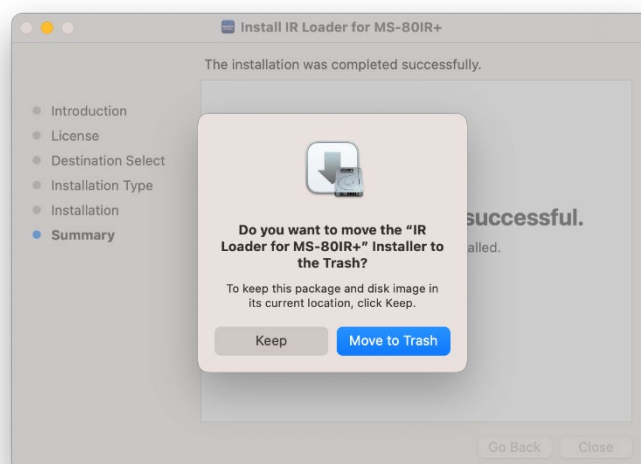 Install IR Loader for MS-80IR+
The installation was completed successfully.
Introduction
License
Destination Select
Installation Type
Installation
Summary
successful.
alled.
Do you want to move the “IR
Loader for MS-80IR+” Installer to
the Trash?
To keep this package and disk image in
its current location, click Keep.
Keep
Move to Trash
Go Back
Close